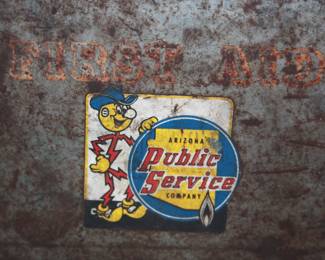 FIRST AID
ARIZONA
Public
Service
COMPANY